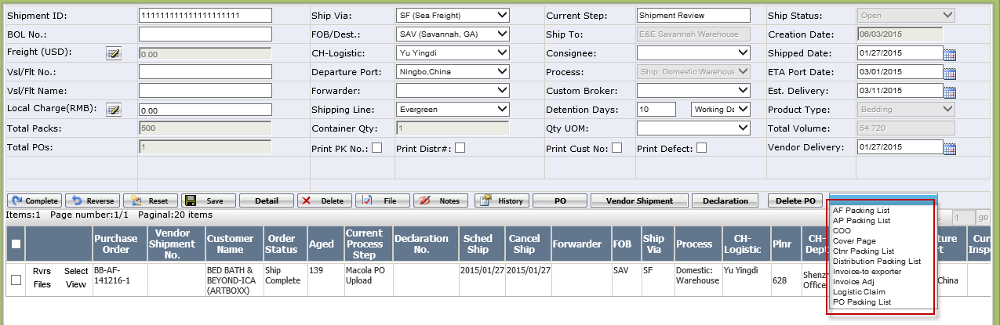 Shipment ID: 111111111111111111111 Ship Via: SF (Sea Freight) Current Step: Shipment Review Ship Status: Open
BOL No.: FOB/Dest.: SAV (Savannah, GA) Ship To: E&E Savannah Warehouse Creation Date: 06/03/2015
Freight (USD): 0.00 CH-Logistic: Yu Yingdi Consignee: Shipped Date: 01/27/2015
Vsl/Flt No.: Departure Port: Ningbo,China Process: Ship: Domestic Warehous ETA Port Date: 03/01/2015
Vsl/Flt Name: Forwarder: Custom Broker: Est. Delivery: 03/11/2015
Local Charge(RMB): 0.00 Shipping Line: Evergreen Detention Days: 10 Working Da Product Type: Bedding
Total Packs: 500 Container Qty: 1 Qty UOM: Total Volume: 54.720
Total POs: 1 Print PK No.: Print Distr#: Print Cust No: Print Defect: Vendor Delivery: 01/27/2015
Complete Reverse Reset Save Detail Delete File Notes History PO Vendor Shipment Declaration Delete PO
Items:1 Page number:1/1 Paginal:20 items 1 go
AF Packing List
AP Packing List
COO
Cover Page
Ctnr Packing List
Distribution Packing List
Invoice-to exporter
Invoice Adj
Logistic Claim
PO Packing List
Purchase Order
Vendor Shipment No.
Customer Name
Order Status
Aged
Current Process Step
Declaration No.
Sched Ship
Cancel Ship
Forwarder
FOB
Ship Via
Process
CH-Logistic
Plnr
CH-Dept
ture
rt
Curr
Inspe
Rvrs Select
Files View
BB-AF-141216-1
BED BATH & BEYOND-ICA (ARTBOXX)
Ship Complete
139
Macola PO Upload
2015/01/27
2015/01/27
SAV
SF
Domestic: Warehouse
Yu Yingdi
628
Shenz
Office
China